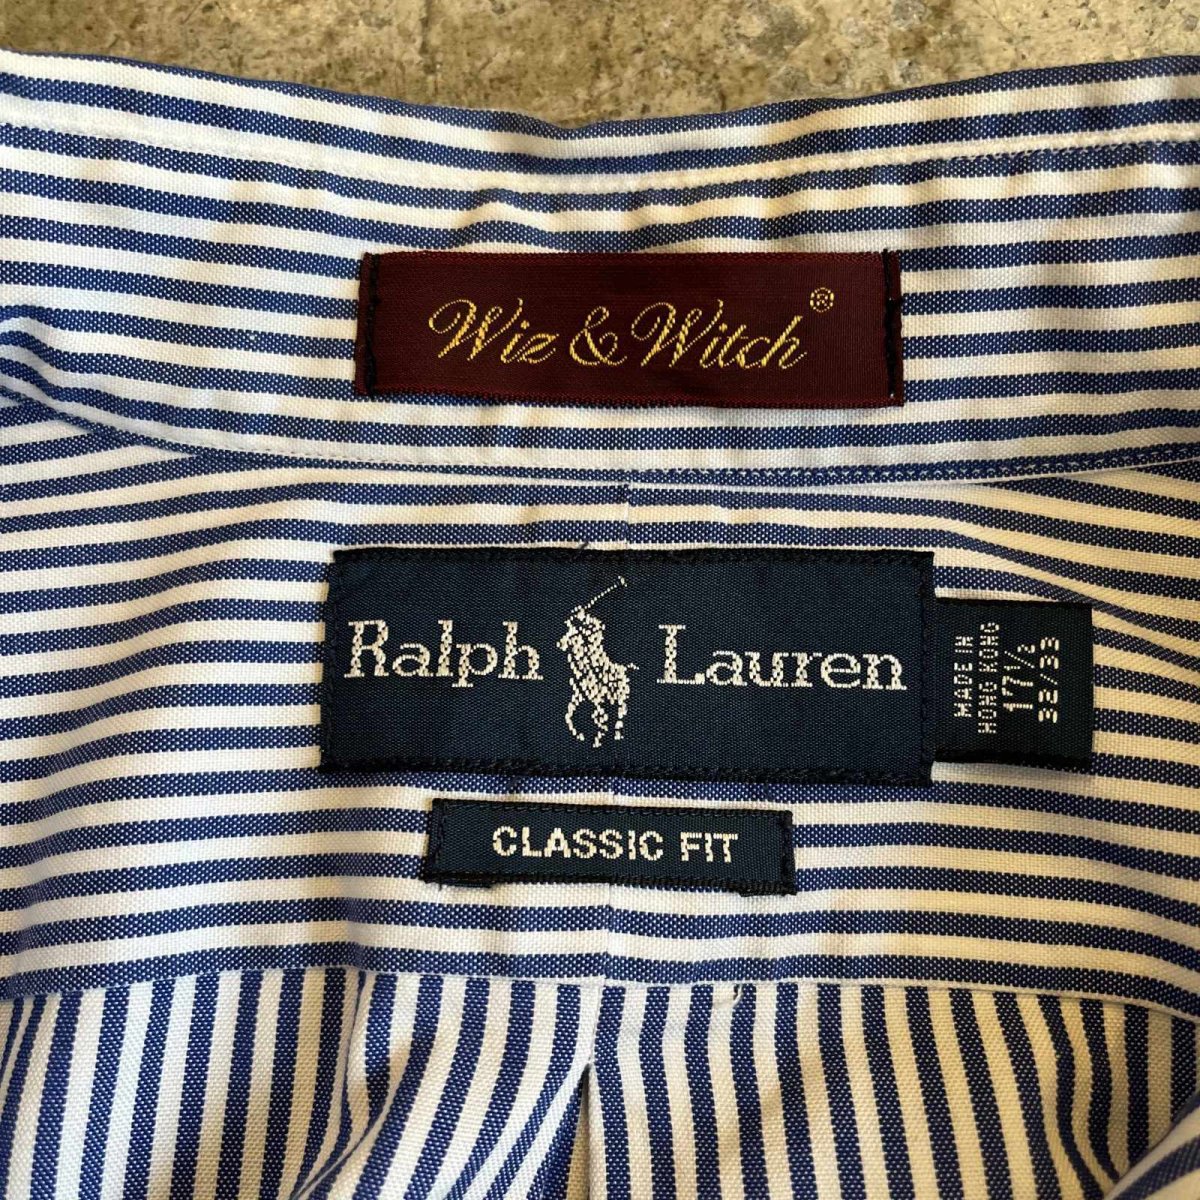 Wiz & Witch ®
Ralph Lauren
MADE IN
HONG KONG
17 1/2
32/33
CLASSIC FIT